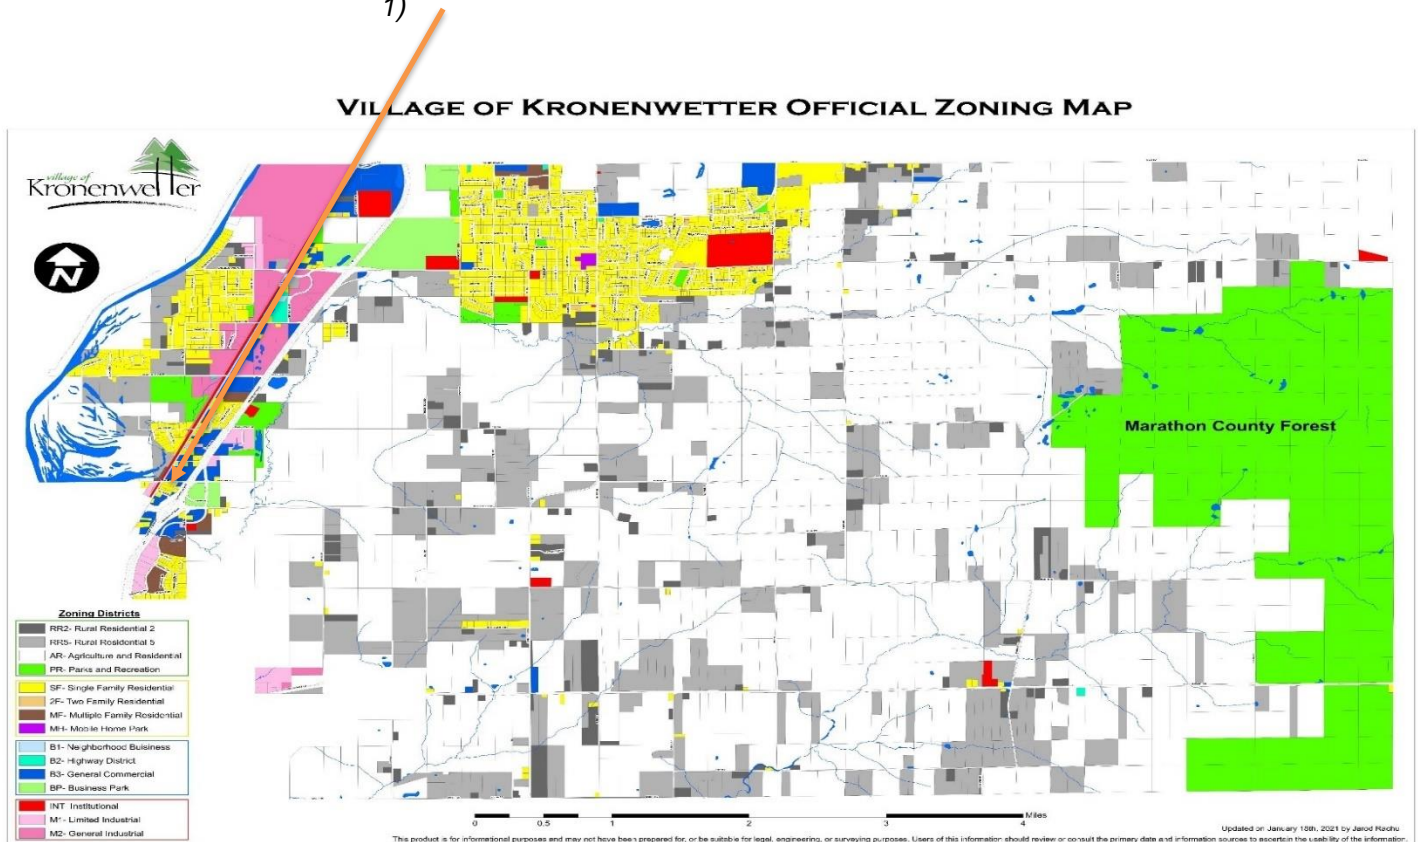 1)
VILLAGE OF KRONENWETTER OFFICIAL ZONING MAP
village of
Kronenwetter
N
Marathon County Forest
Zoning Districts
RR2- Rural Residential 2
RR5- Rural Residential 5
AR- Agriculture and Residential
PR- Parks and Recreation
SF- Single Family Residential
2F- Two Family Residential
MF- Multiple Family Residential
MH- Mobile Home Park
B1- Neighborhood Buisiness
B2- Highway District
B3- General Commercial
BP- Business Park
INT Institutional
M1- Limited Industrial
M2- General Industrial
0 0.5 1 2 3 4 Miles
Updated on January 18th, 2021 by Jarod Rachu
This product is for informational purposes and may not have been prepared for, or be suitable for legal, engineering, or surveying purposes. Users of this information should review or consult the primary data and information sources to ascertain the usability of the information.